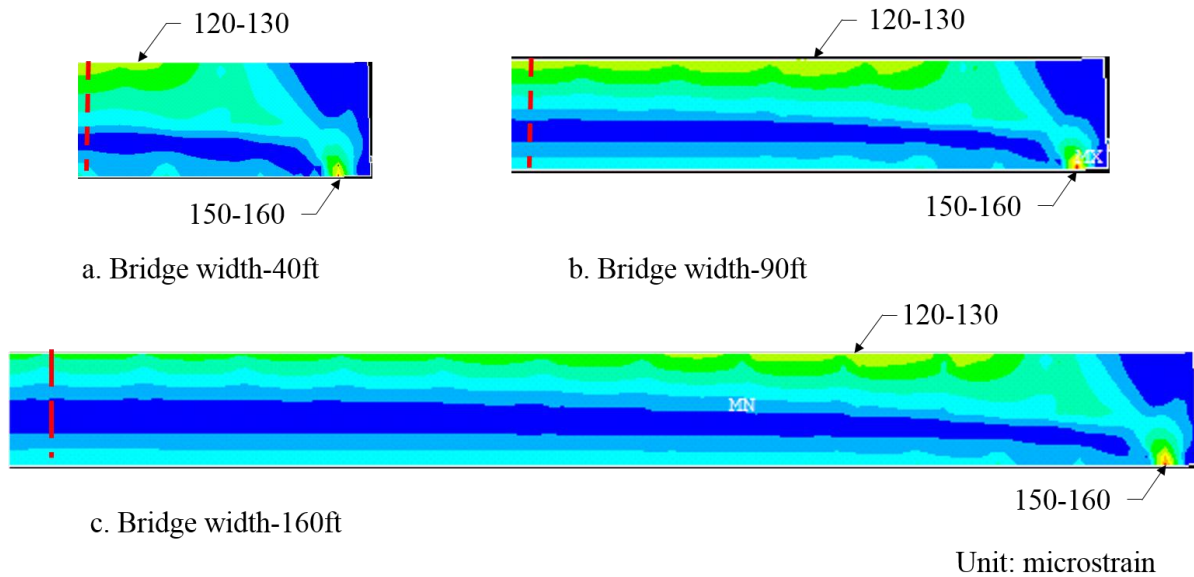 120-130
120-130
MX
150-160
150-160
a. Bridge width-40ft
b. Bridge width-90ft
120-130
MN
150-160
c. Bridge width-160ft
Unit: microstrain